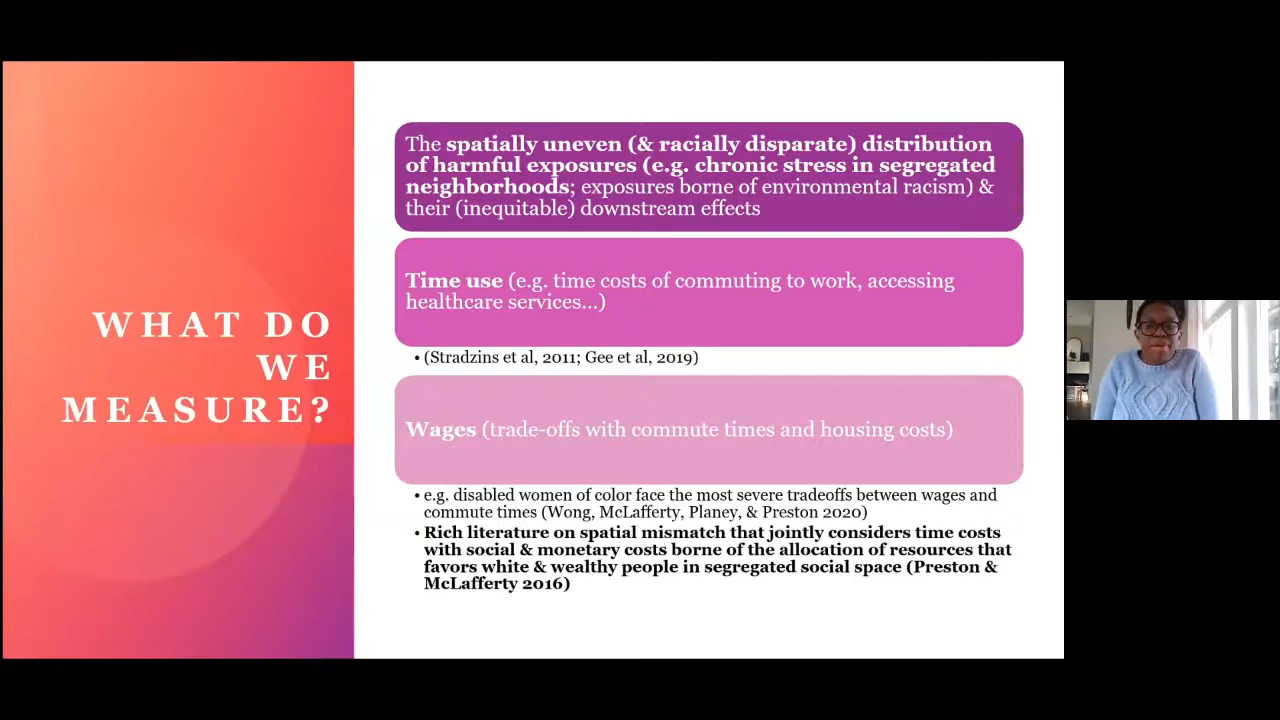 WHAT DO
WE
MEASURE?
The spatially uneven (& racially disparate) distribution
of harmful exposures (e.g. chronic stress in segregated
neighborhoods; exposures borne of environmental racism) &
their (inequitable) downstream effects
Time use (e.g. time costs of commuting to work, accessing
healthcare services...)
• (Stradzins et al, 2011; Gee et al, 2019)
Wages (trade-offs with commute times and housing costs)
• e.g. disabled women of color face the most severe tradeoffs between wages and
commute times (Wong, McLafferty, Planey, & Preston 2020)
• Rich literature on spatial mismatch that jointly considers time costs
with social & monetary costs borne of the allocation of resources that
favors white & wealthy people in segregated social space (Preston &
McLafferty 2016)